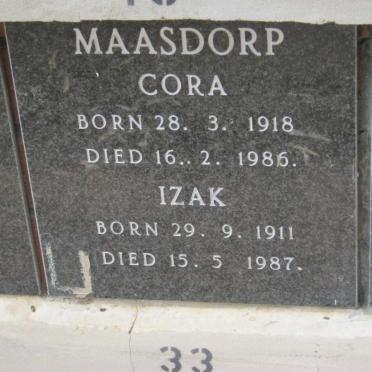 MAASDORP
CORA
BORN 28. 3. 1918
DIED 16.. 2. 1986.
IZAK
BORN 29. 9. 1911
DIED 15. 5 1987.
33